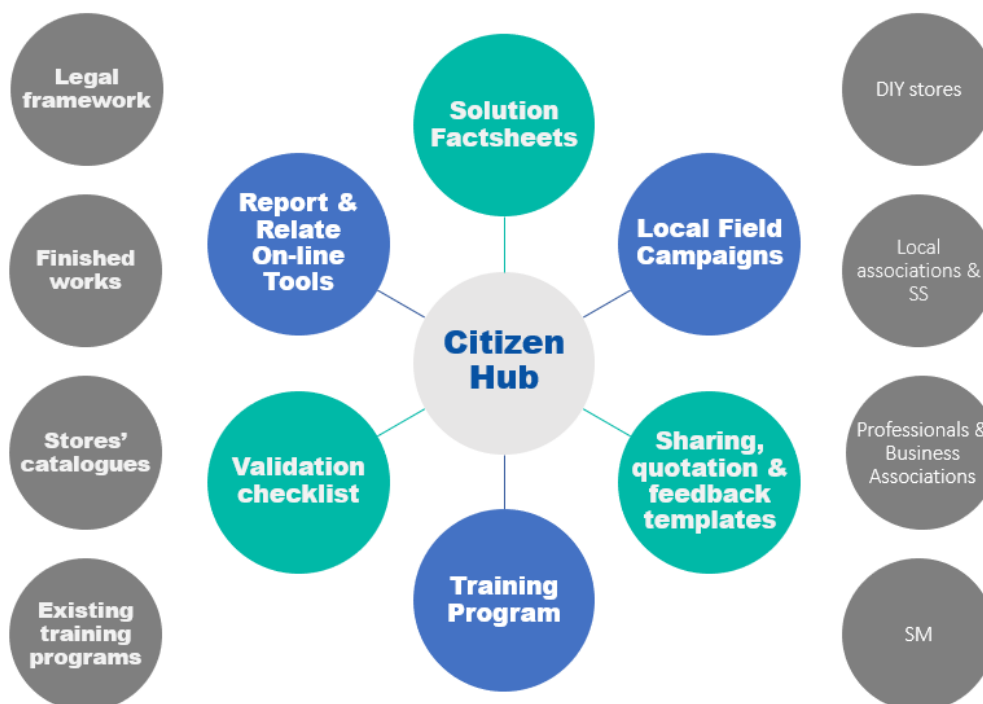 Legal
framework
Finished
works
Stores’
catalogues
Existing
training
programs
Solution
Factsheets
Report &
Relate
On-line
Tools
Local Field
Campaigns
Citizen
Hub
Validation
checklist
Sharing,
quotation &
feedback
templates
Training
Program
DIY stores
Local
associations &
SS
Professionals &
Business
Associations
SM